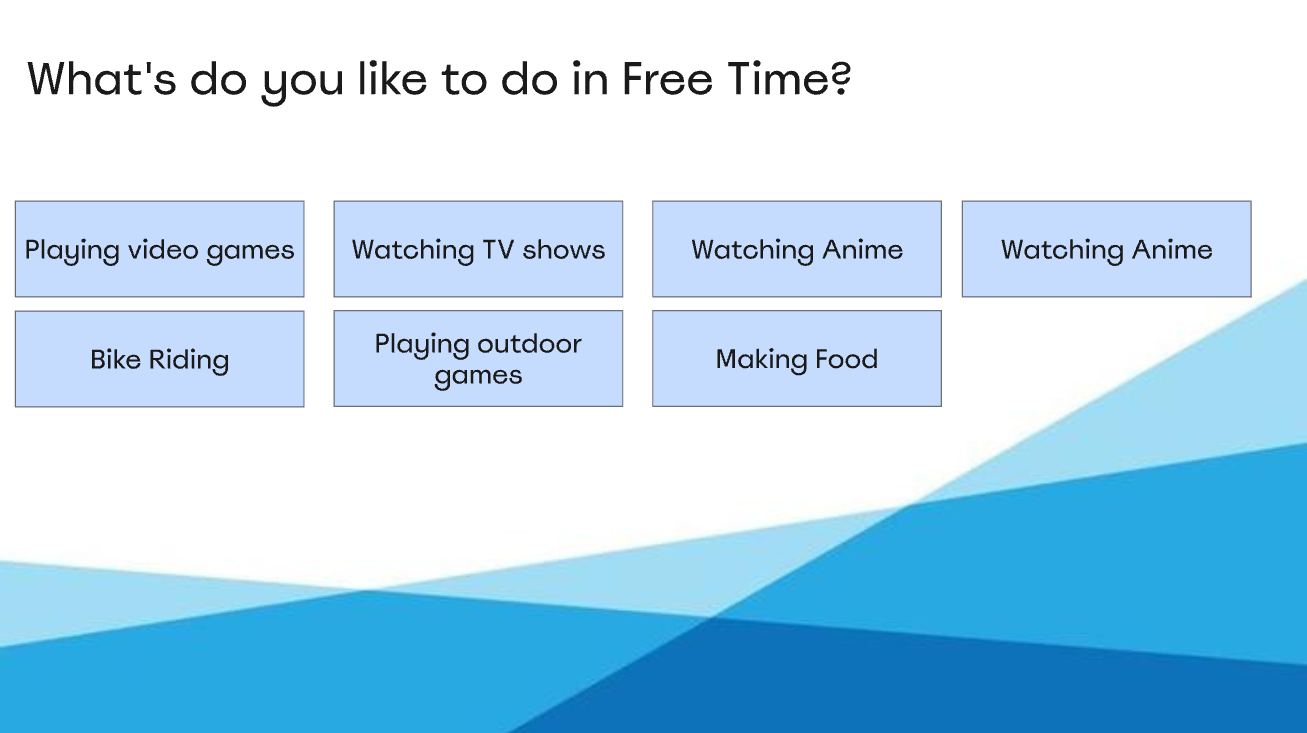 What's do you like to do in Free Time?
Playing video games
Watching TV shows
Watching Anime
Watching Anime
Bike Riding
Playing outdoor
games
Making Food